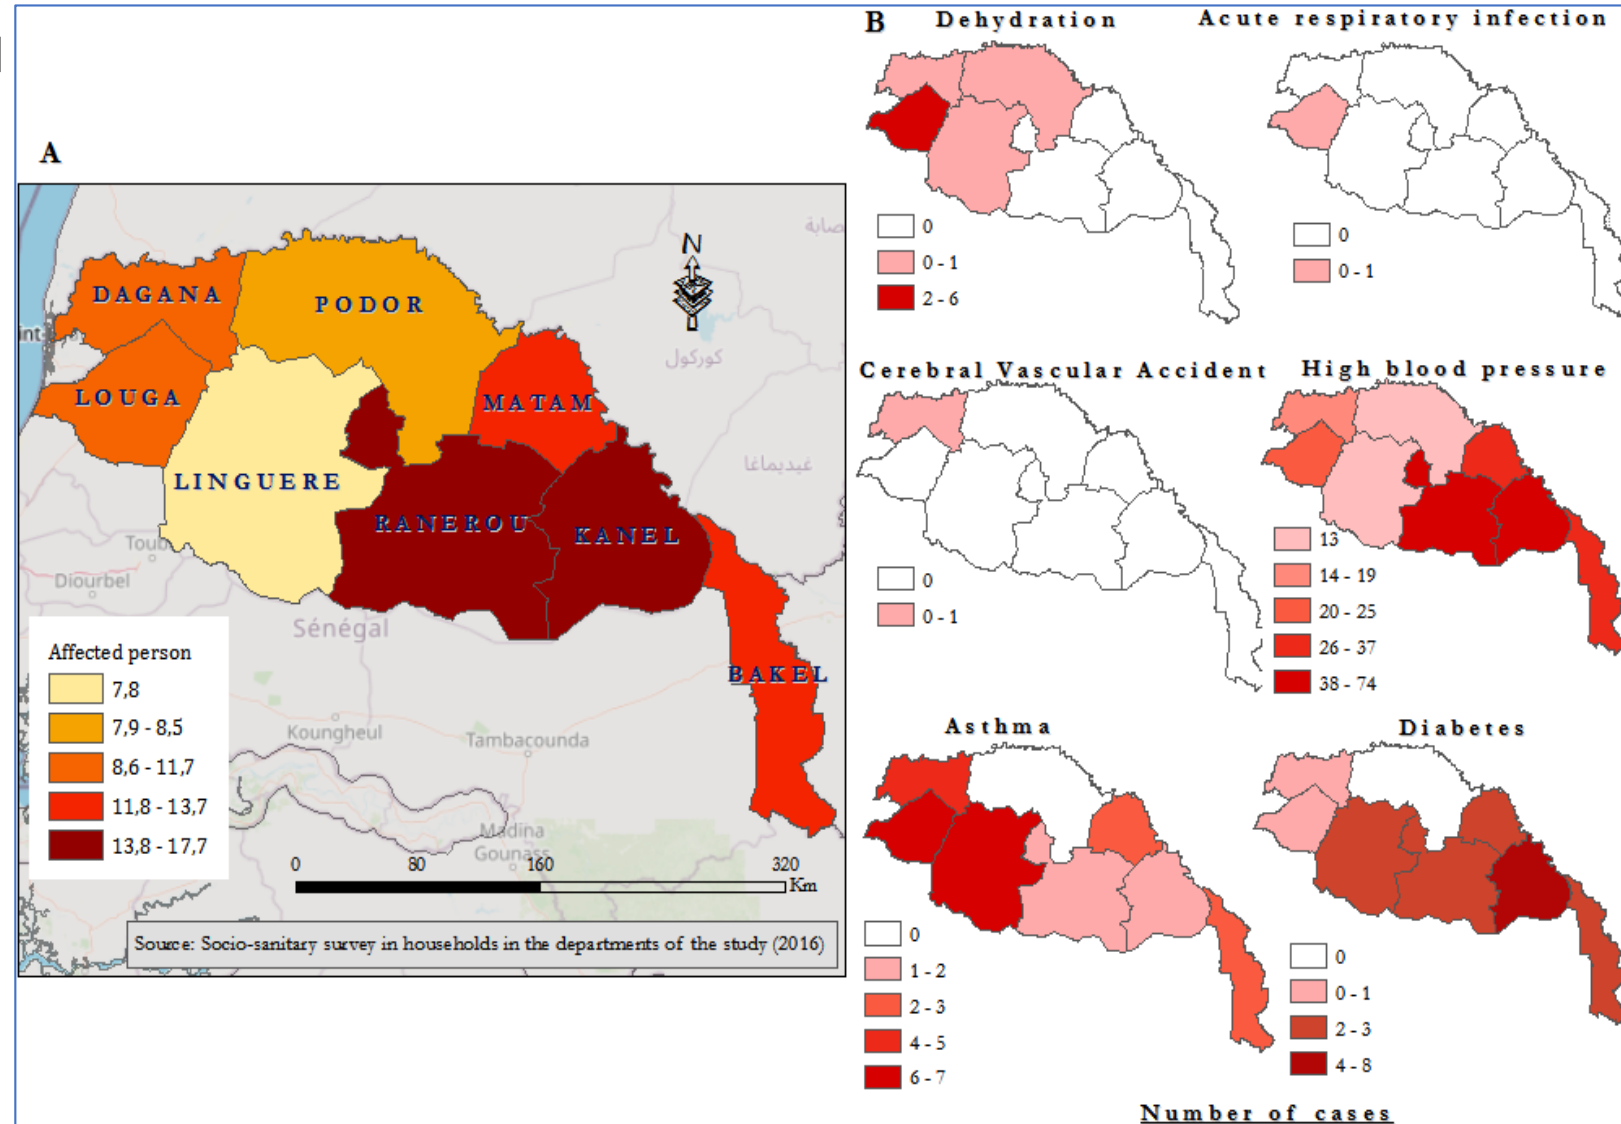 A
N
DAGANA
PODOR
LOUGA
MATAM
LINGUERE
RANEROU
KANEL
BAKEL
كوركول
غيديماغا
Diourbel
Sénégal
Koungheul
Tambacounda
Madina
Gounass
Affected person
7,8
7,9 - 8,5
8,6 - 11,7
11,8 - 13,7
13,8 - 17,7
0 80 160 320
Km
Source: Socio-sanitary survey in households in the departments of the study (2016)
B
Dehydration
0
0 - 1
2 - 6
Acute respiratory infection
0
0 - 1
Cerebral Vascular Accident
0
0 - 1
High blood pressure
13
14 - 19
20 - 25
26 - 37
38 - 74
Asthma
0
1 - 2
2 - 3
4 - 5
6 - 7
Diabetes
0
0 - 1
2 - 3
4 - 8
Number of cases